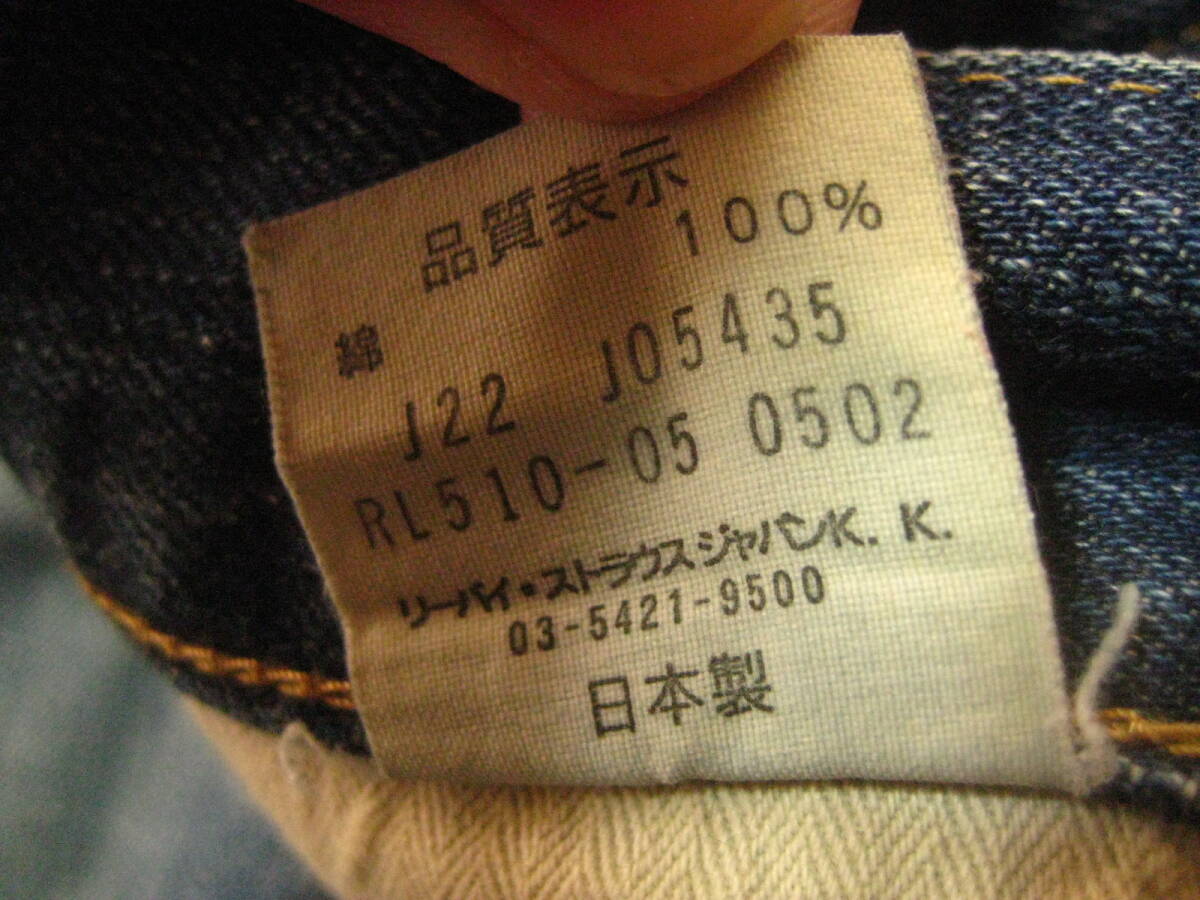 品質表示
綿 100%
J22 J05435
RL510-05 0502
リーバイ・ストラウスジャパンK. K.
03-5421-9500
日本製